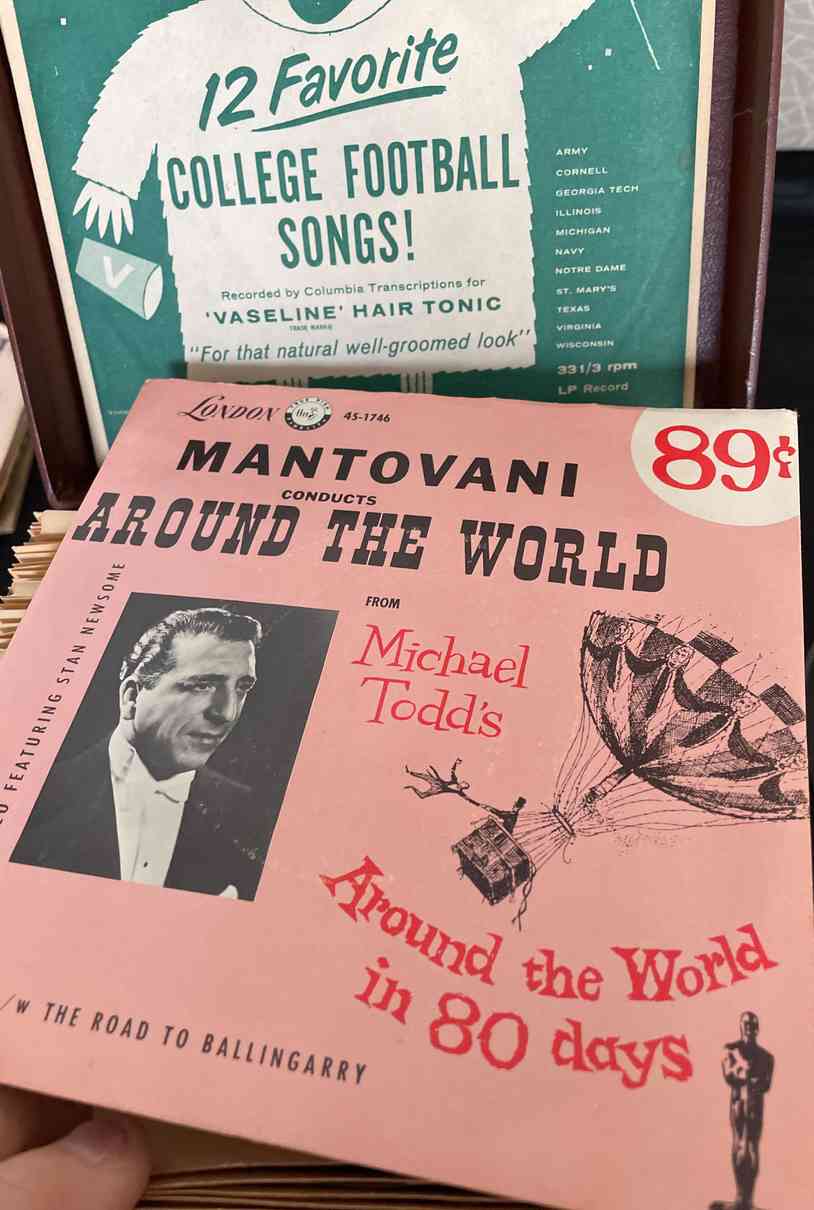 12 Favorite
COLLEGE FOOTBALL
SONGS!
Recorded by Columbia Transcriptions for
'VASELINE' HAIR TONIC
TRADE MARK®
"For that natural well-groomed look"
V
ARMY
CORNELL
GEORGIA TECH
ILLINOIS
MICHIGAN
NAVY
NOTRE DAME
ST. MARY'S
TEXAS
VIRGINIA
WISCONSIN
33 1/3 rpm
LP Record
LONDON
45-1746
89¢
MANTOVANI
CONDUCTS
AROUND THE WORLD
FROM
Michael
Todd's
FEATURING STAN NEWSOME
Around the World
in 80 days
/w THE ROAD TO BALLINGARRY